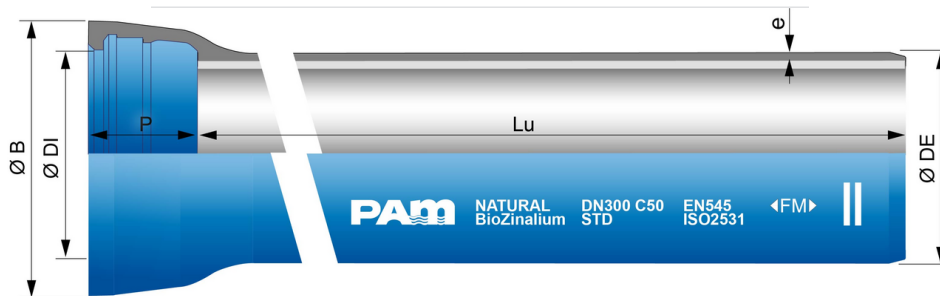 e
P
Lu
Ø B
Ø DI
Ø DE
PAM
NATURAL
BioZinalium
DN300 C50
STD
EN545
ISO2531
FM